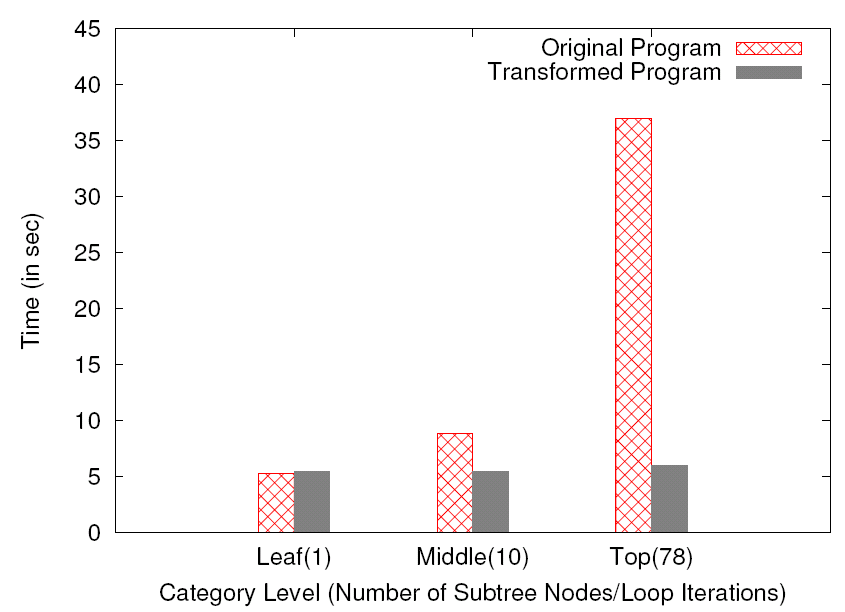 45
40
35
30
25
20
15
10
5
0
Time (in sec)
Original Program
Transformed Program
Leaf(1)
Middle(10)
Top(78)
Category Level (Number of Subtree Nodes/Loop Iterations)